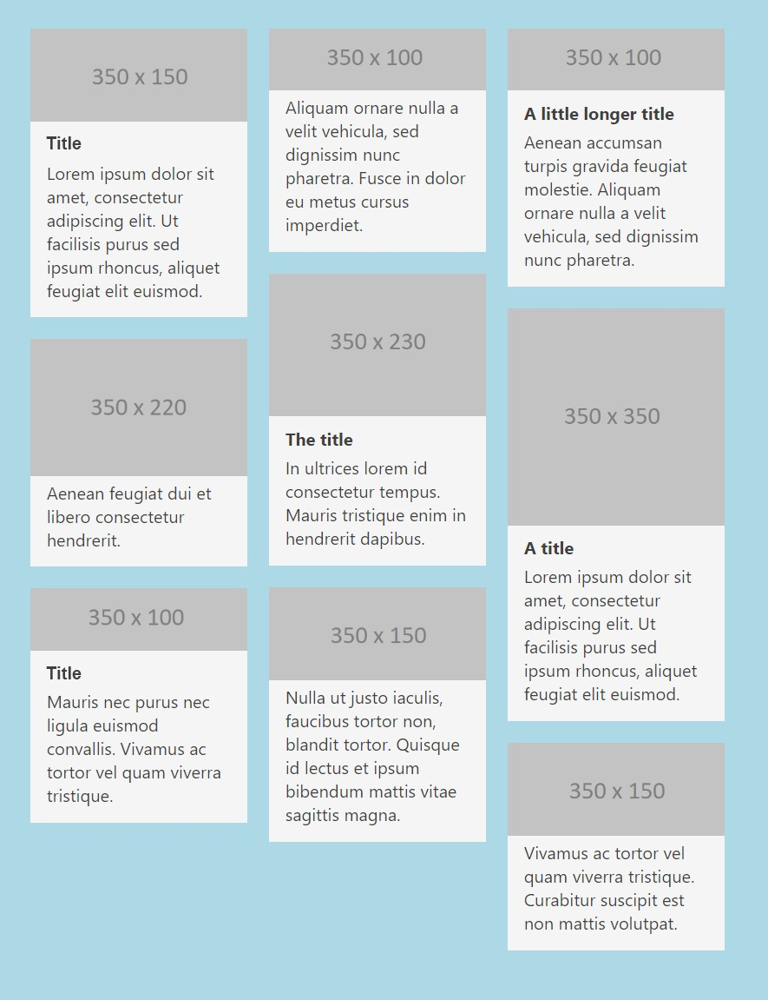 350 x 150
Title
Lorem ipsum dolor sit
amet, consectetur
adipiscing elit. Ut
facilisis purus sed
ipsum rhoncus, aliquet
feugiat elit euismod.
350 x 220
Aenean feugiat dui et
libero consectetur
hendrerit.
350 x 100
Title
Mauris nec purus nec
ligula euismod
convallis. Vivamus ac
tortor vel quam viverra
tristique.
350 x 100
Aliquam ornare nulla a
velit vehicula, sed
dignissim nunc
pharetra. Fusce in dolor
eu metus cursus
imperdiet.
350 x 230
The title
In ultrices lorem id
consectetur tempus.
Mauris tristique enim in
hendrerit dapibus.
350 x 150
Nulla ut justo iaculis,
faucibus tortor non,
blandit tortor. Quisque
id lectus et ipsum
bibendum mattis vitae
sagittis magna.
350 x 100
A little longer title
Aenean accumsan
turpis gravida feugiat
molestie. Aliquam
ornare nulla a velit
vehicula, sed dignissim
nunc pharetra.
350 x 350
A title
Lorem ipsum dolor sit
amet, consectetur
adipiscing elit. Ut
facilisis purus sed
ipsum rhoncus, aliquet
feugiat elit euismod.
350 x 150
Vivamus ac tortor vel
quam viverra tristique.
Curabitur suscipit est
non mattis volutpat.